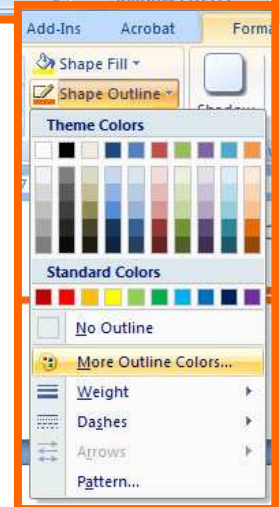 Add-Ins Acrobat Forma
Shape Fill
Shape Outline
Theme Colors
Standard Colors
No Outline
More Outline Colors...
Weight
Dashes
Arrows
Pattern...